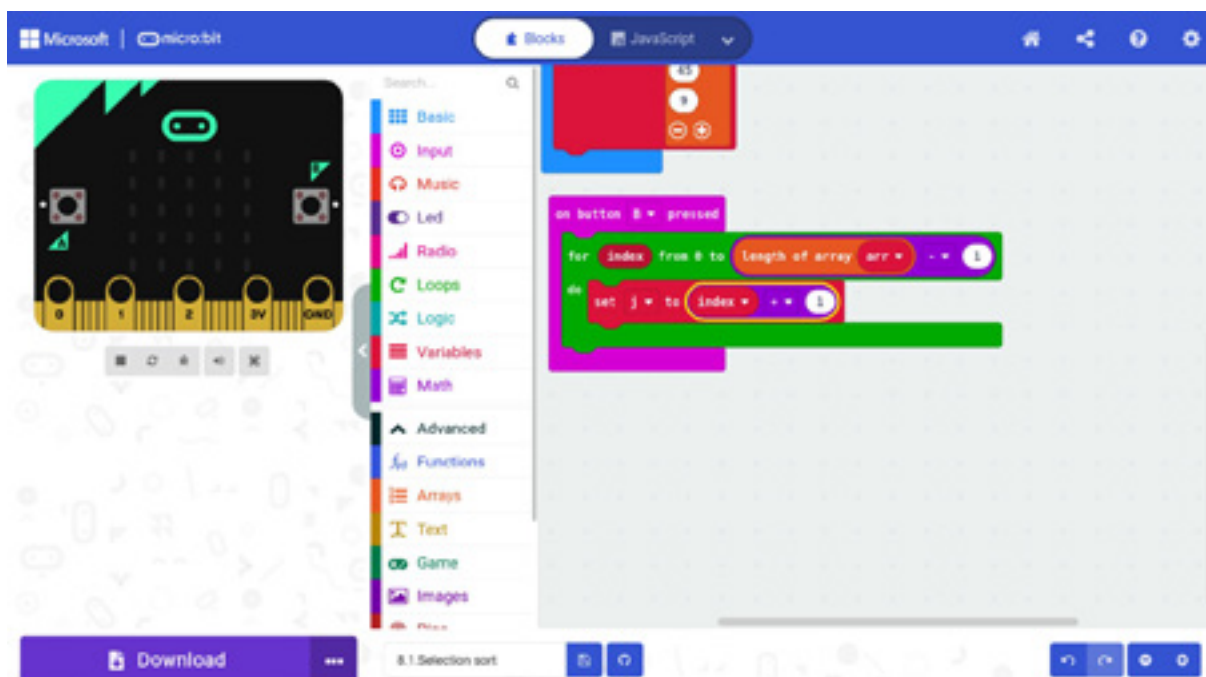 Microsoft | micro:bit
Blocks
JavaScript
Search...
Basic
Input
Music
Led
Radio
Loops
Logic
Variables
Math
Advanced
Functions
Arrays
Text
Game
Images
9
on button B pressed
for index from 0 to length of array arr - 1
do
set j to index + 1
A
B
0 1 2 3V GND
Download
8.1.Selection sort